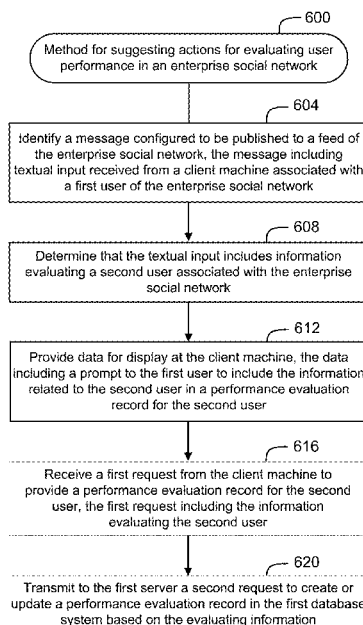 600
Method for suggesting actions for evaluating user
performance in an enterprise social network
604
Identify a message configured to be published to a feed of
the enterprise social network, the message including
textual input received from a client machine associated with
a first user of the enterprise social network
608
Determine that the textual input includes information
evaluating a second user associated with the enterprise
social network
612
Provide data for display at the client machine, the data
including a prompt to the first user to include the information
related to the second user in a performance evaluation
record for the second user
616
Receive a first request from the client machine to
provide a performance evaluation record for the second
user, the first request including the information
evaluating the second user
620
Transmit to the first server a second request to create or
update a performance evaluation record in the first database
system based on the evaluating information